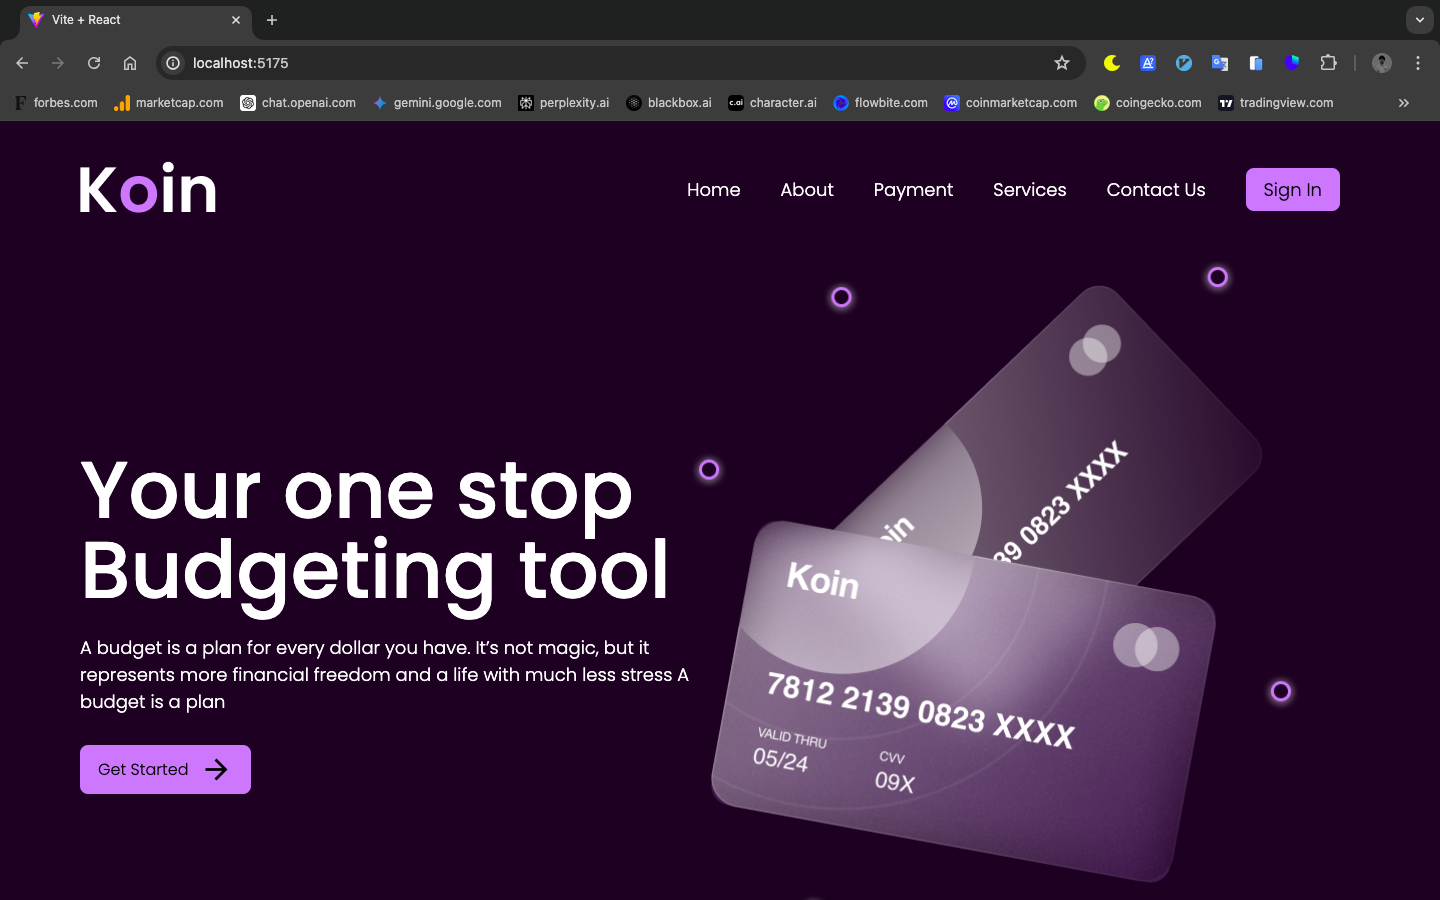 Vite + React
localhost:5175
forbes.com
marketcap.com
chat.openai.com
gemini.google.com
perplexity.ai
blackbox.ai
c.ai
character.ai
flowbite.com
coinmarketcap.com
coingecko.com
tradingview.com
Koin
Home
About
Payment
Services
Contact Us
Sign In
Your one stop
Budgeting tool
A budget is a plan for every dollar you have. It’s not magic, but it
represents more financial freedom and a life with much less stress A
budget is a plan
Get Started
oin
39 0823 XXXX
Koin
7812 2139 0823 XXXX
VALID THRU
05/24
CVV
09X